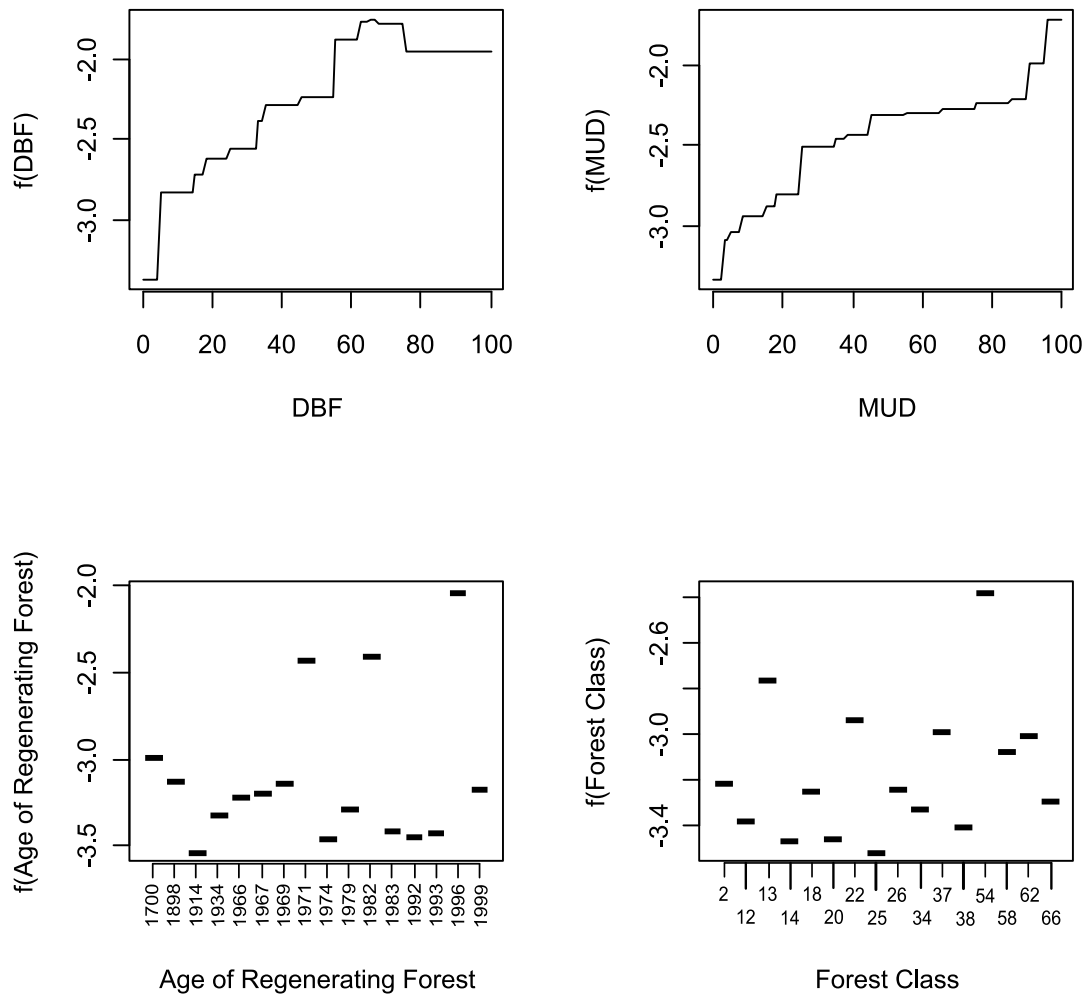 f(DBF)
-2.0
-2.5
-3.0
0 20 40 60 80 100
DBF
f(MUD)
-2.0
-2.5
-3.0
0 20 40 60 80 100
MUD
f(Age of Regenerating Forest)
-2.0
-2.5
-3.0
-3.5
1700 1898 1914 1934 1966 1967 1969 1971 1974 1979 1982 1983 1992 1993 1996 1999
Age of Regenerating Forest
f(Forest Class)
-2.6
-3.0
-3.4
2 13 18 22 26 37 54 62
12 14 20 25 34 38 58 66
Forest Class